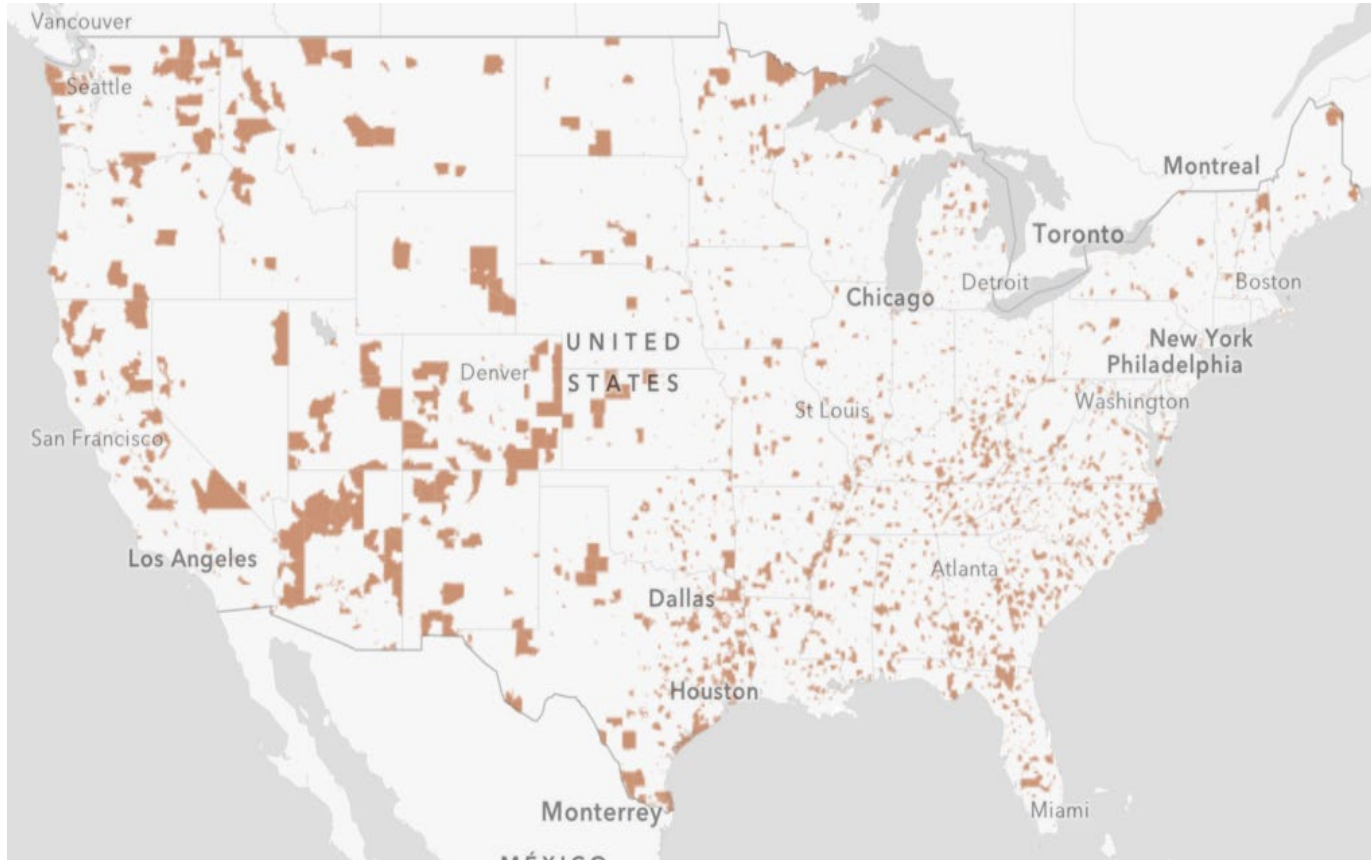 Vancouver
Seattle
Montreal
Toronto
Detroit
Boston
Chicago
UNITED
STATES
New York
Philadelphia
Denver
Washington
St Louis
San Francisco
Los Angeles
Atlanta
Dallas
Houston
Miami
Monterrey
MÉXICO